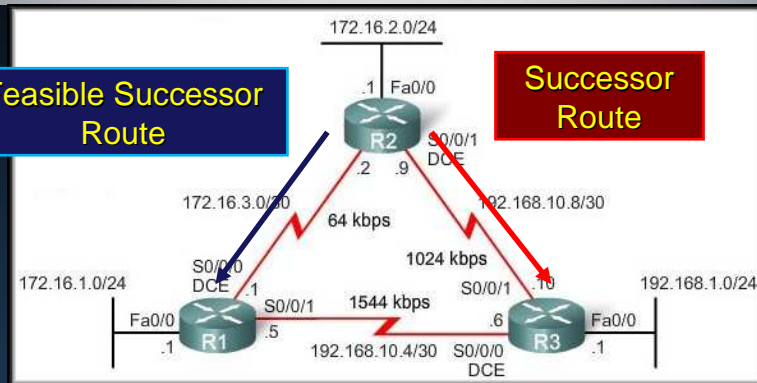 172.16.2.0/24
easible Successor
Route
Successor
Route
.1 Fa0/0
R2
S0/0/1
DCE
.2 .9
172.16.3.0/30
192.168.10.8/30
64 kbps
1024 kbps
S0/0/0
DCE
172.16.1.0/24
.1
S0/0/1
1544 kbps
S0/0/1
.10
192.168.1.0/24
Fa0/0
R1
.5
.6
R3
Fa0/0
.1
192.168.10.4/30
S0/0/0
DCE
.1